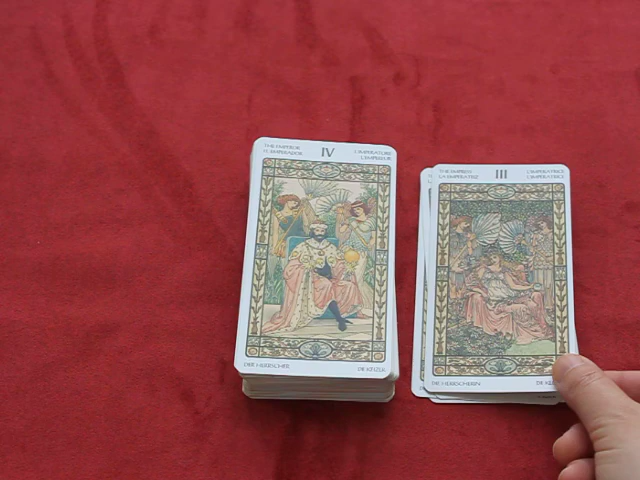 THE EMPEROR
EL EMPERADOR
IV
L'IMPERATORE
L'EMPEREUR
DER HERRSCHER
DE KEIZER
THE EMPRESS
LA EMPERATRIZ
III
L'IMPERATRICE
L'IMPERATRICE
DIE HERRSCHERIN
DE